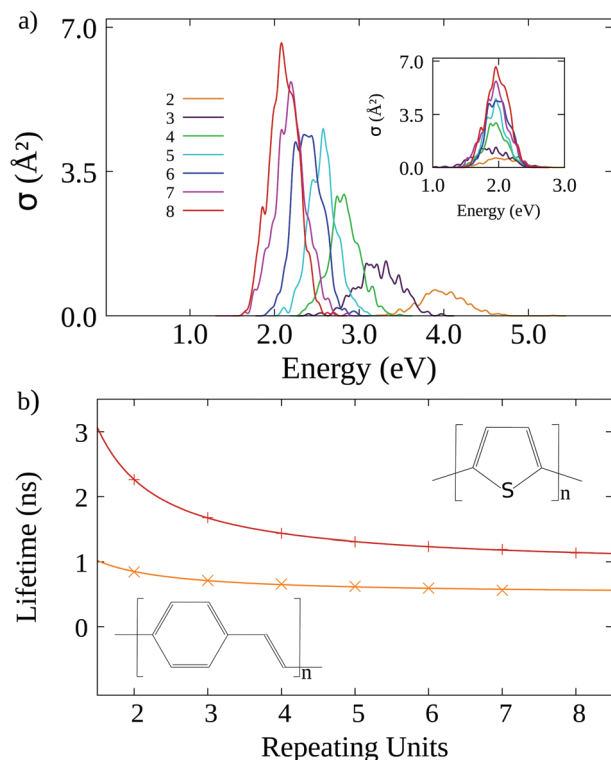 a)
7.0
3.5
0.0
σ (Å²)
2
3
4
5
6
7
8
7.0
3.5
0.0
σ (Å²)
1.0 2.0 3.0
Energy (eV)
1.0 2.0 3.0 4.0 5.0
Energy (eV)
b)
3
2
1
0
Lifetime (ns)
S
n
n
2 3 4 5 6 7 8
Repeating Units